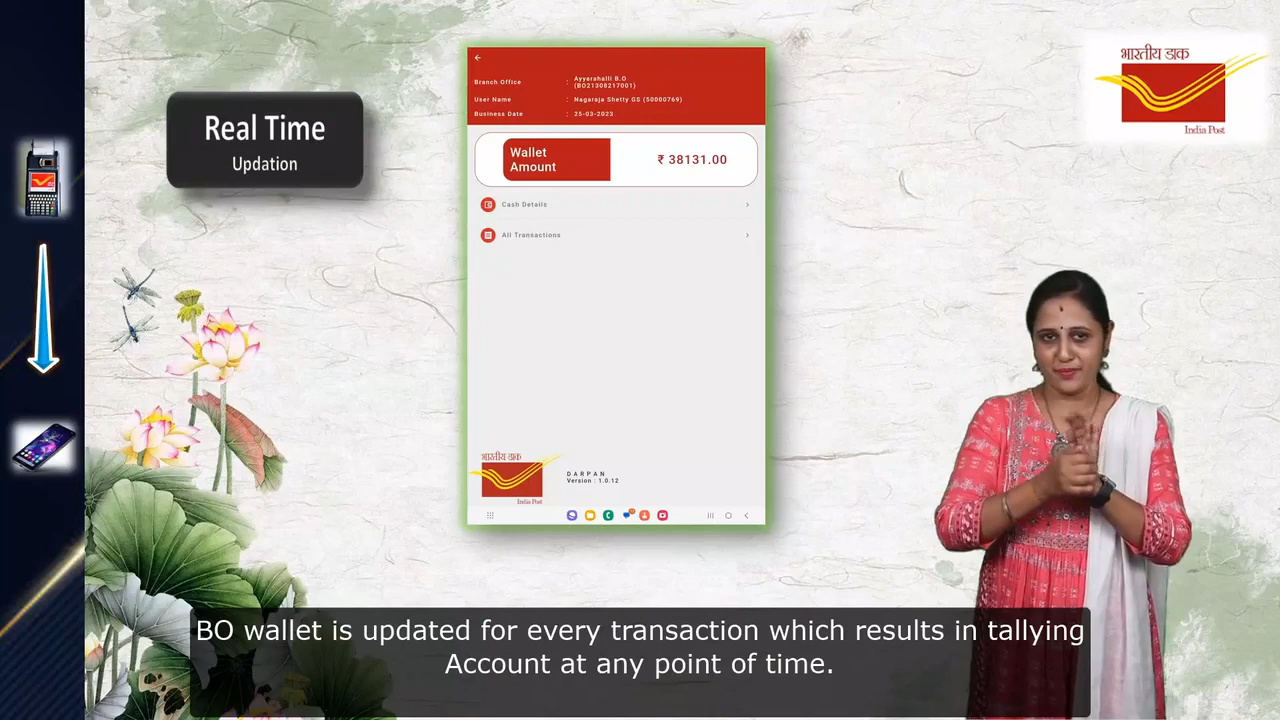 Real Time
Updation
Branch Office : Ayyarahalli B.O
(BO21308217001)
User Name : Nagaraja Shetty GS (50000769)
Business Date : 25-03-2023
Wallet
Amount
₹ 38131.00
Cash Details
All Transactions
भारतीय डाक
India Post
DARPAN
Version : 1.0.12
भारतीय डाक
India Post
BO wallet is updated for every transaction which results in tallying
Account at any point of time.